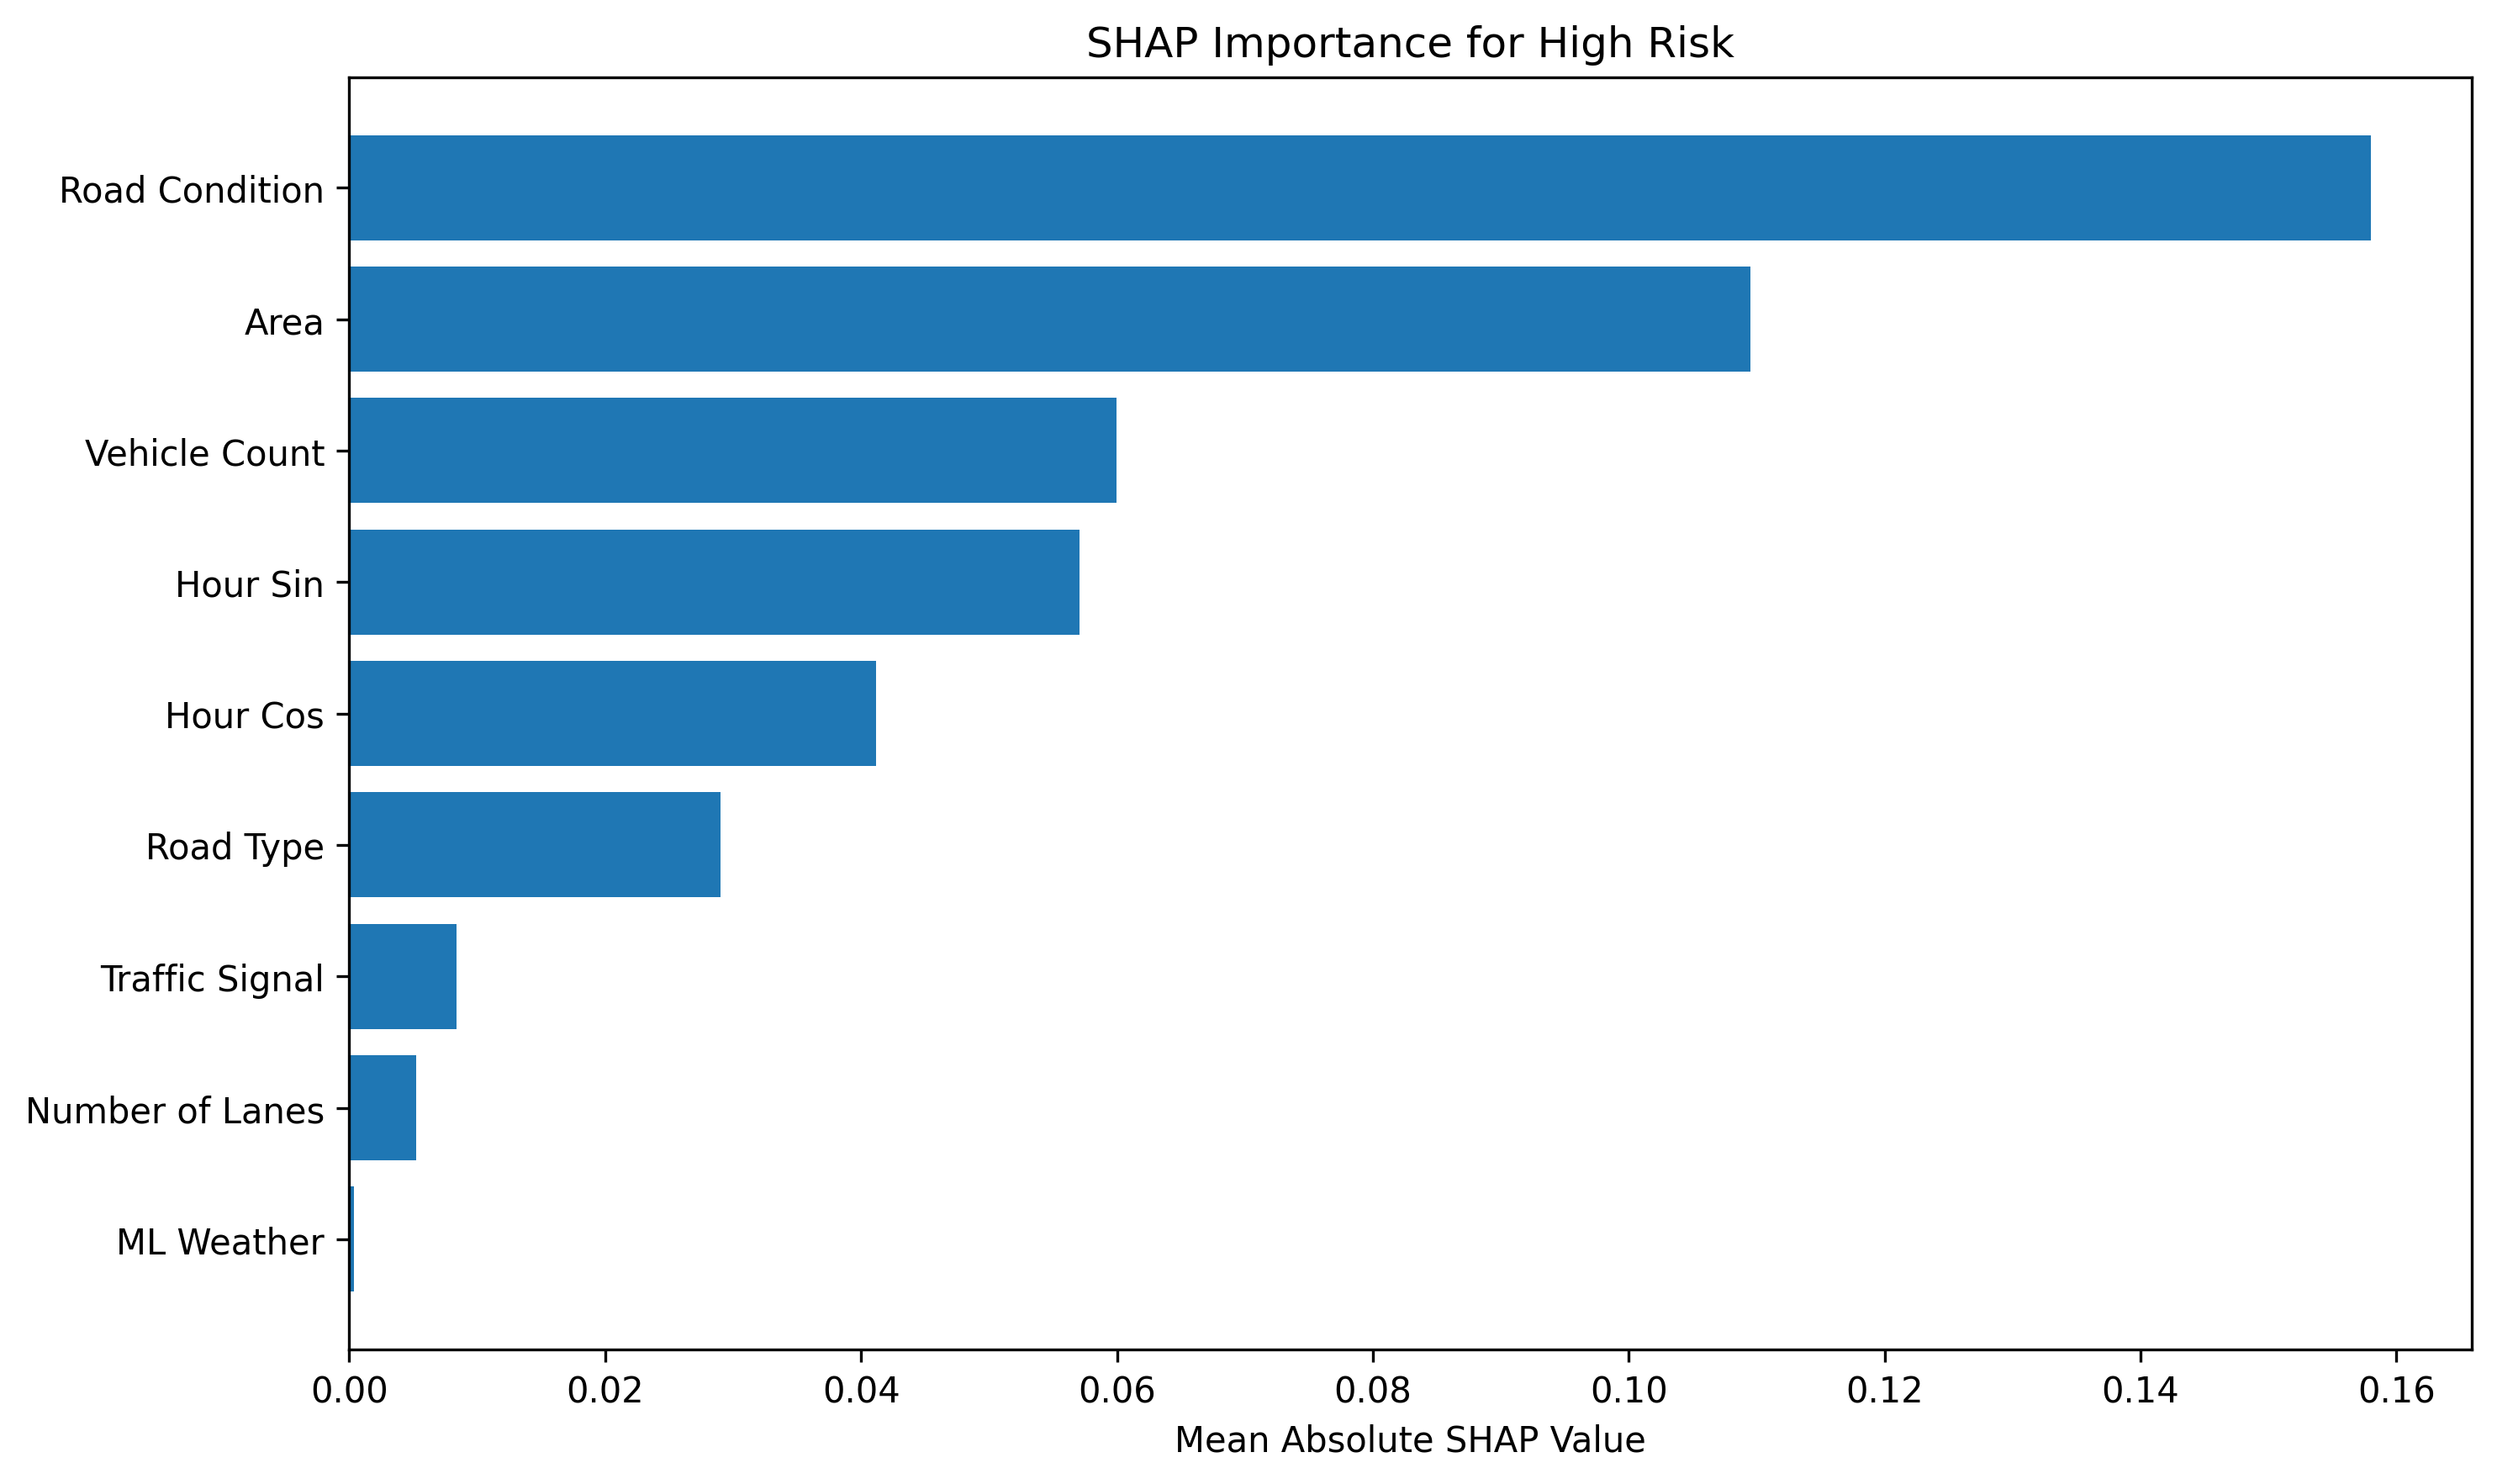 SHAP Importance for High Risk
Road Condition
Area
Vehicle Count
Hour Sin
Hour Cos
Road Type
Traffic Signal
Number of Lanes
ML Weather
0.00 0.02 0.04 0.06 0.08 0.10 0.12 0.14 0.16
Mean Absolute SHAP Value